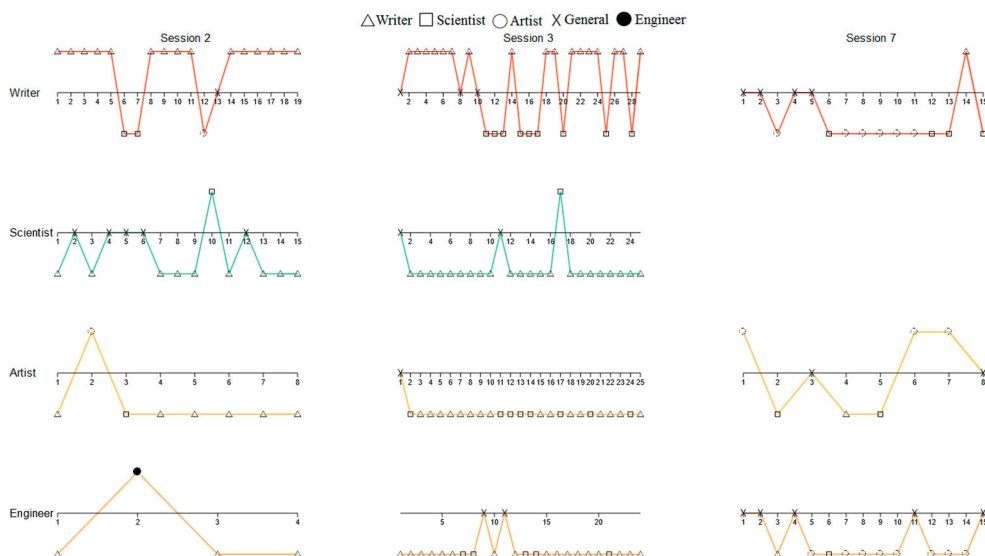 Writer Scientist Artist General Engineer
Session 2 Session 3 Session 7
Writer
1 2 3 4 5 6 7 8 9 10 11 12 13 14 15 16 17 18 19
2 4 6 8 10 12 14 16 18 20 22 24 26 28
1 2 3 4 5 6 7 8 9 10 11 12 13 14 15
Scientist
1 2 3 4 5 6 7 8 9 10 11 12 13 14 15
2 4 6 8 10 12 14 16 18 20 22 24
Artist
1 2 3 4 5 6 7 8
1 2 3 4 5 6 7 8 9 10 11 12 13 14 15 16 17 18 19 20 21 22 23 24 25
1 2 3 4 5 6 7 8
Engineer
1 2 3 4
5 10 15 20
1 2 3 4 5 6 7 8 9 10 11 12 13 14 15